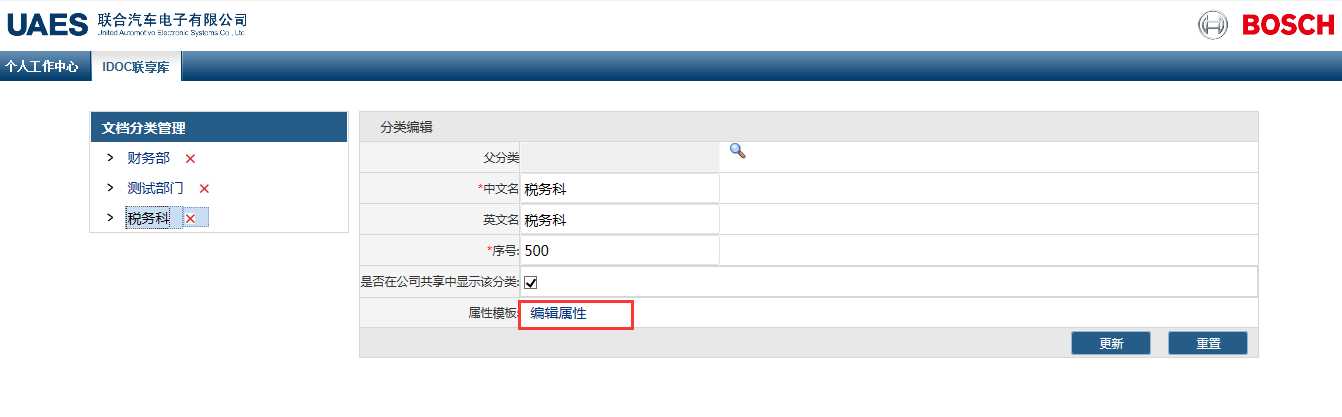 UAES 联合汽车电子有限公司
United Automotive Electronic Systems Co., Ltd.
BOSCH
个人工作中心 IDOC联享库
文档分类管理
财务部
测试部门
税务科
分类编辑
父分类
*中文名 税务科
英文名 税务科
*序号: 500
是否在公司共享中显示该分类:
属性模板: 编辑属性
更新 重置